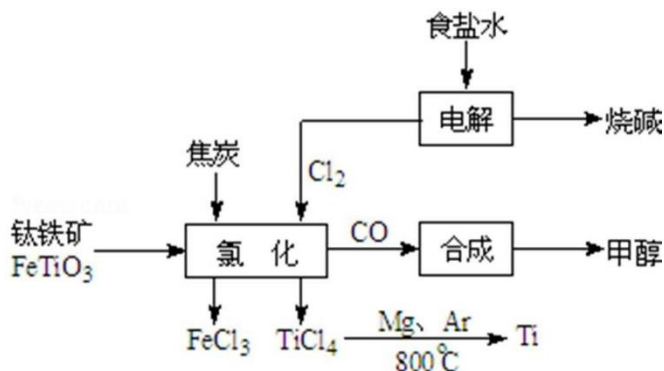 食盐水
电解
烧碱
焦炭
Cl₂
钛铁矿
FeTiO₃
氯 化
CO
合成
甲醇
FeCl₃
TiCl₄
Mg、Ar
800℃
Ti